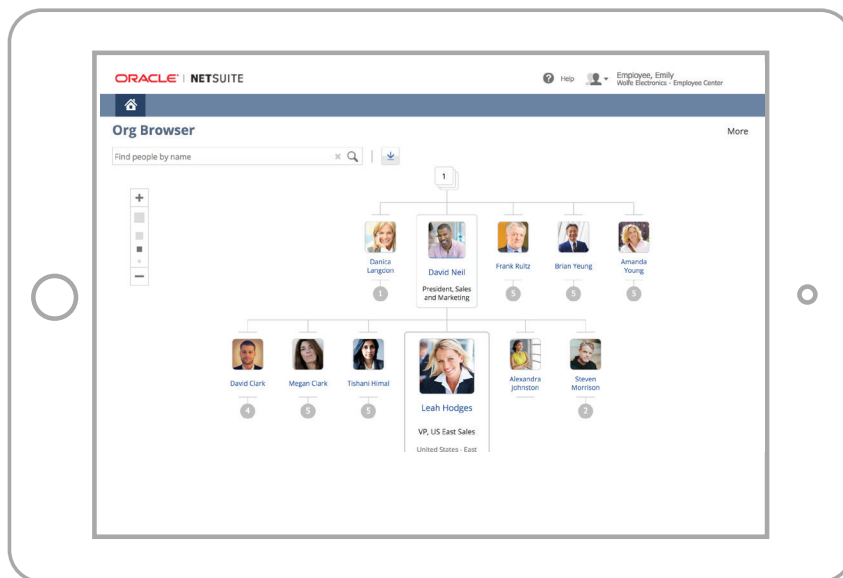 ORACLE | NETSUITE
Help
Employee, Emily
Wolfe Electronics - Employee Center
Org Browser
More
Find people by name
1
Danica
Langdon
1
David Neil
President, Sales
and Marketing
Frank Rultz
5
Brian Yeung
5
Amanda
Young
5
David Clark
4
Megan Clark
5
Tishani Himal
5
Leah Hodges
VP, US East Sales
United States - East
Alexandra
Johnston
Steven
Morrison
2